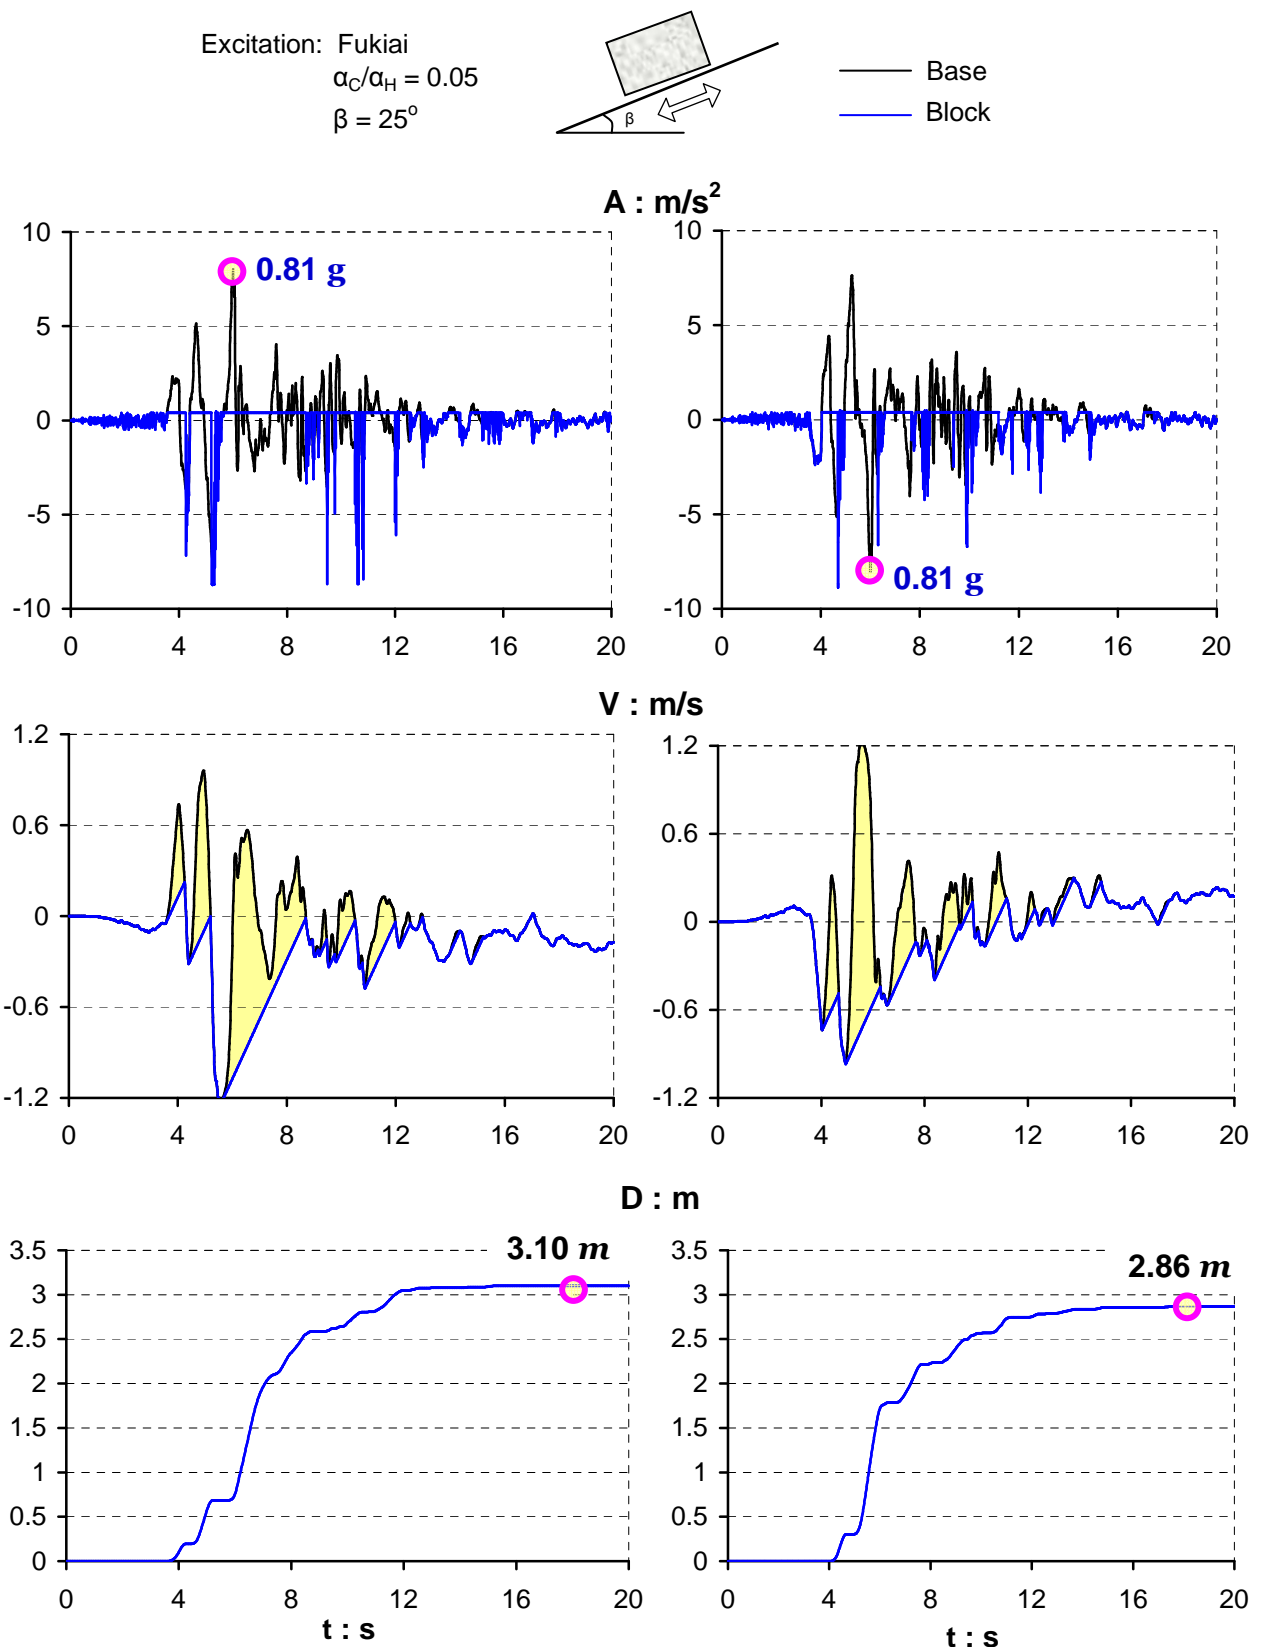 Excitation: Fukiai
αC/αH = 0.05
β = 25o
β
Base
Block
A : m/s2
10
5
0
-5
-10
0 4 8 12 16 20
0.81 g
10
5
0
-5
-10
0 4 8 12 16 20
0.81 g
V : m/s
1.2
0.6
0
-0.6
-1.2
0 4 8 12 16 20
1.2
0.6
0
-0.6
-1.2
0 4 8 12 16 20
D : m
3.5
3
2.5
2
1.5
1
0.5
0
0 4 8 12 16 20
3.10 m
t : s
3.5
3
2.5
2
1.5
1
0.5
0
0 4 8 12 16 20
2.86 m
t : s